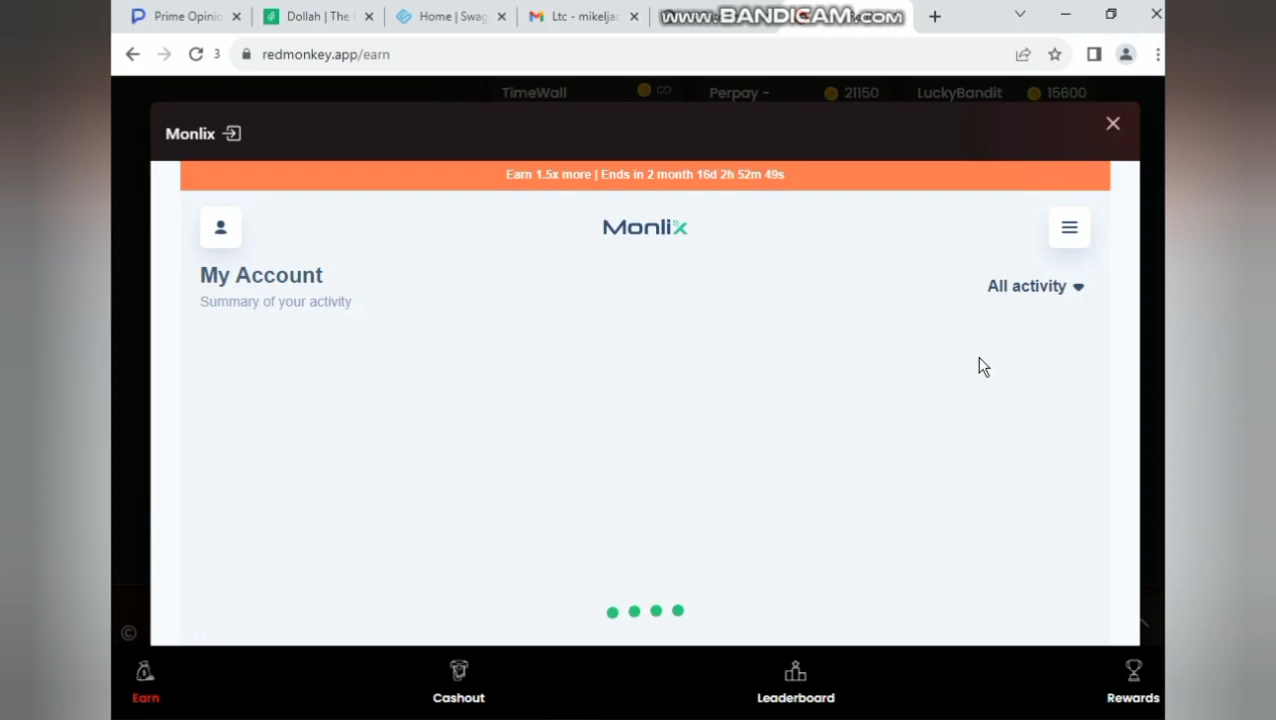 Prime Opinio
Dollah | The
Home | Swag
Ltc - mikeljac
www.BANDICAM.com
3
redmonkey.app/earn
TimeWall ∞
Perpay - 21150
LuckyBandit 15600
Monlix
Earn 1.5x more | Ends in 2 month 16d 2h 52m 49s
Monlix
My Account
Summary of your activity
All activity
©
Earn
Cashout
Leaderboard
Rewards